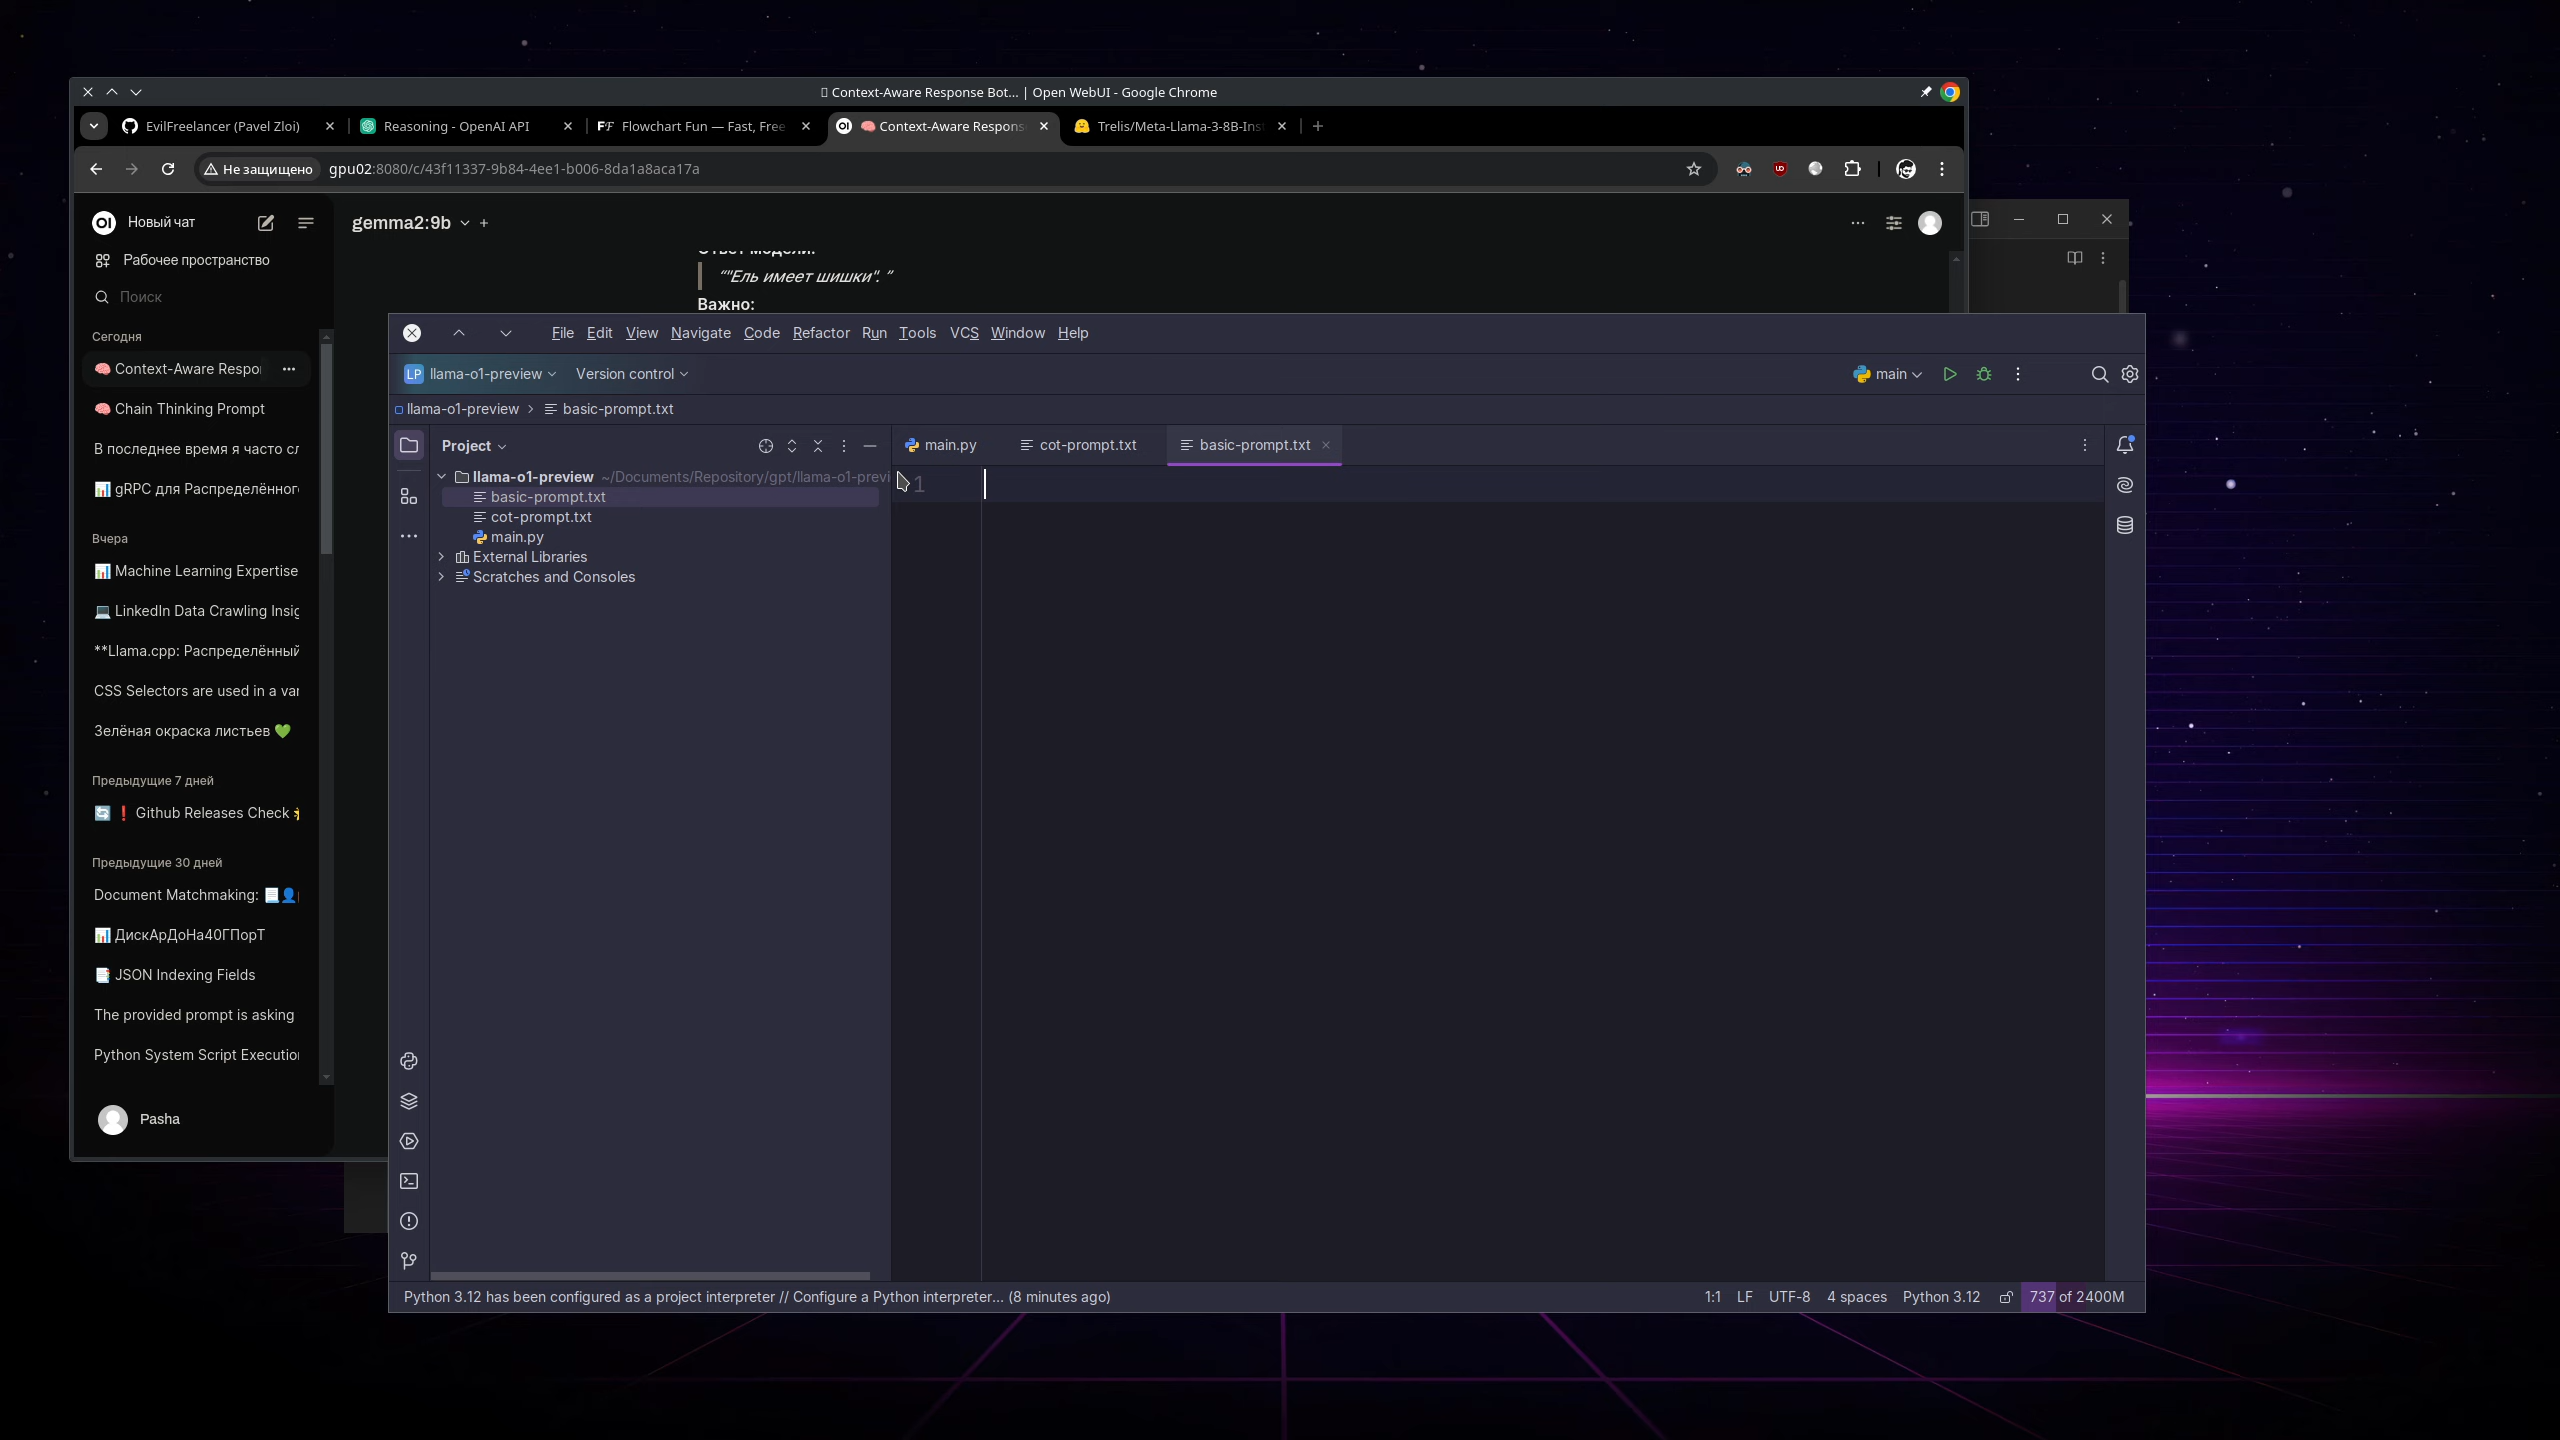 Context-Aware Response Bot... | Open WebUI - Google Chrome
EvilFreelancer (Pavel Zloi)
Reasoning - OpenAI API
Flowchart Fun — Fast, Free
🧠 Context-Aware Respons
Trelis/Meta-Llama-3-8B-Inst
Не защищено
gpu02:8080/c/43f11337-9b84-4ee1-b006-8da1a8aca17a
OI
Новый чат
Рабочее пространство
Поиск
Сегодня
🧠 Context-Aware Respo
🧠 Chain Thinking Prompt
В последнее время я часто сл
📊 gRPC для Распределённого
Вчера
📊 Machine Learning Expertise
💻 LinkedIn Data Crawling Insig
**Llama.cpp: Распределённый
CSS Selectors are used in a var
Зелёная окраска листьев 💚
Предыдущие 7 дней
🔄 ❗ Github Releases Check
Предыдущие 30 дней
Document Matchmaking: 📃👤
📊 ДискАрДоНа40ГПорТ
📑 JSON Indexing Fields
The provided prompt is asking
Python System Script Execution
Pasha
gemma2:9b
Ответ модели:
“"Ель имеет шишки". ”
Важно:
File Edit View Navigate Code Refactor Run Tools VCS Window Help
LP llama-o1-preview
Version control
main
llama-o1-preview
basic-prompt.txt
Project
llama-o1-preview ~/Documents/Repository/gpt/llama-o1-previ
basic-prompt.txt
cot-prompt.txt
main.py
External Libraries
Scratches and Consoles
main.py
cot-prompt.txt
basic-prompt.txt
1
Python 3.12 has been configured as a project interpreter // Configure a Python interpreter... (8 minutes ago)
1:1
LF
UTF-8
4 spaces
Python 3.12
737 of 2400M